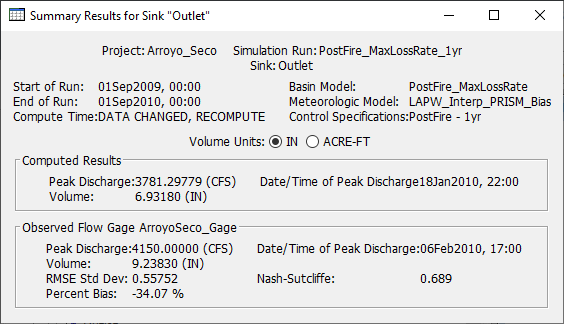 Summary Results for Sink "Outlet"
Project: Arroyo_Seco Simulation Run: PostFire_MaxLossRate_1yr
Sink: Outlet
Start of Run: 01Sep2009, 00:00 Basin Model: PostFire_MaxLossRate
End of Run: 01Sep2010, 00:00 Meteorologic Model: LAPW_Interp_PRISM_Bias
Compute Time:DATA CHANGED, RECOMPUTE Control Specifications:PostFire - 1yr
Volume Units: IN ACRE-FT
Computed Results
Peak Discharge:3781.29779 (CFS) Date/Time of Peak Discharge18Jan2010, 22:00
Volume: 6.93180 (IN)
Observed Flow Gage ArroyoSeco_Gage
Peak Discharge:4150.00000 (CFS) Date/Time of Peak Discharge:06Feb2010, 17:00
Volume: 9.23830 (IN)
RMSE Std Dev: 0.55752 Nash-Sutcliffe: 0.689
Percent Bias: -34.07 %